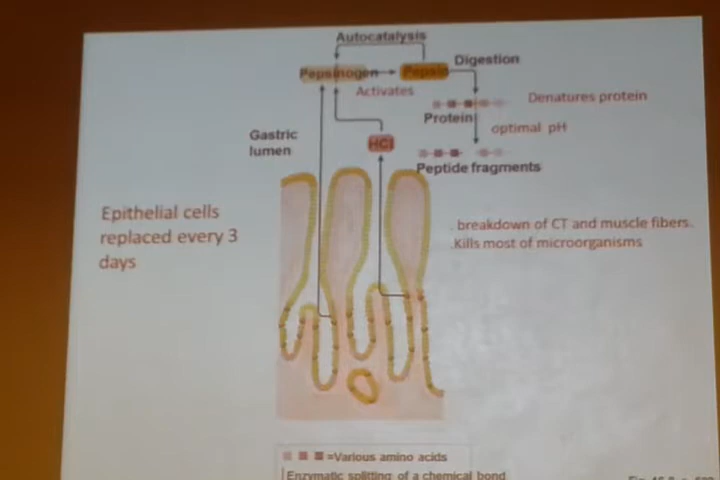 Autocatalysis
Pepsinogen
Pepsin
Digestion
Activates
Denatures protein
Protein
optimal pH
Gastric
lumen
HCl
Peptide fragments
Epithelial cells
replaced every 3
days
. breakdown of CT and muscle fibers.
.Kills most of microorganisms
=Various amino acids
Enzymatic splitting of a chemical bond